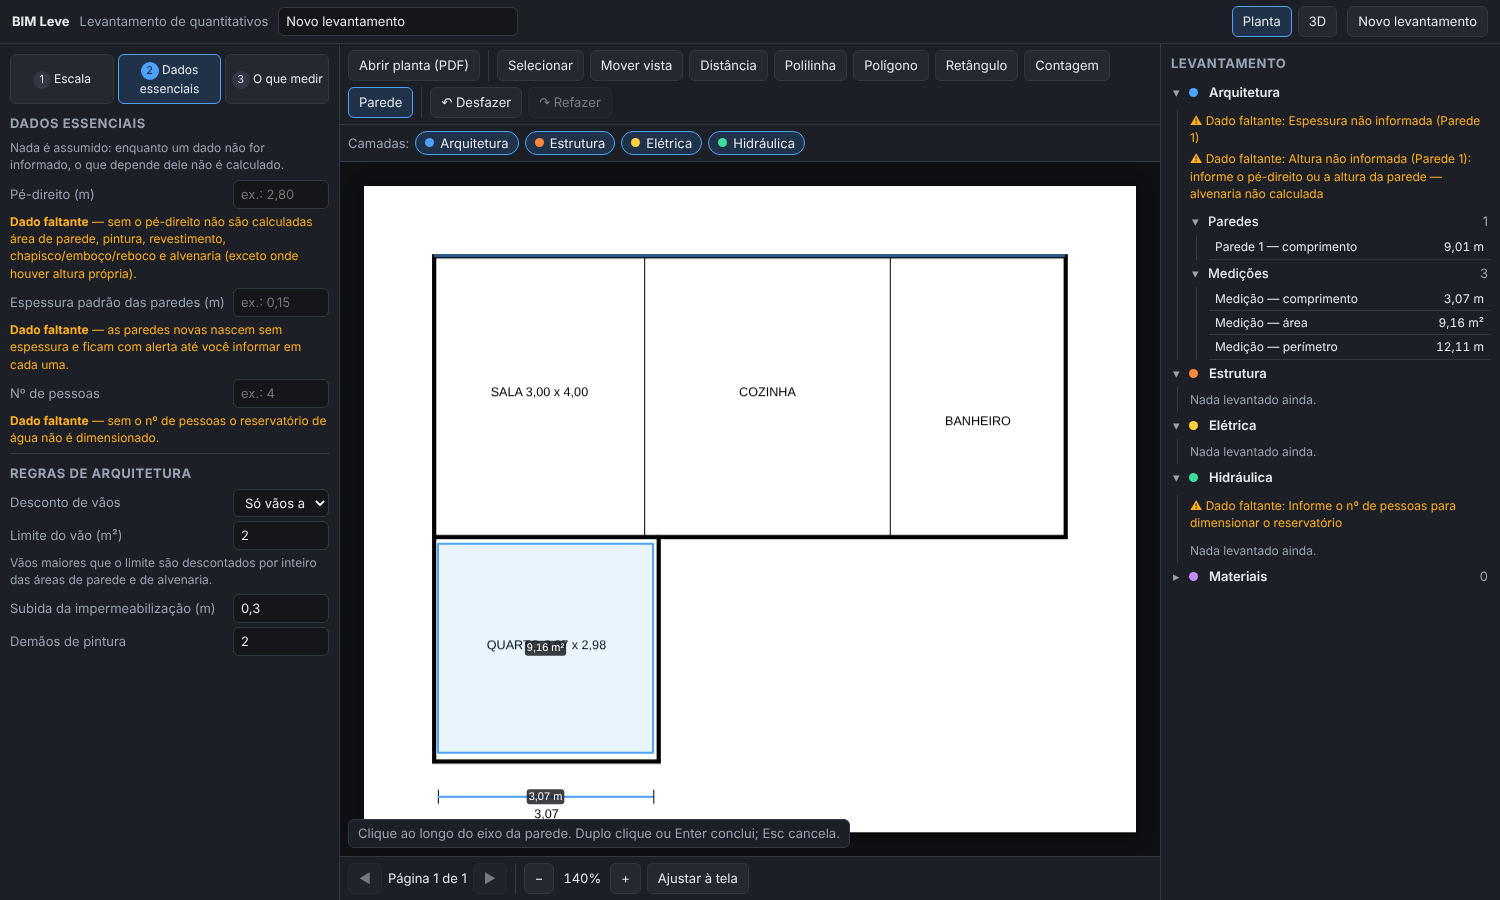 BIM Leve Levantamento de quantitativos Novo levantamento Planta 3D Novo levantamento
1 Escala
2 Dados essenciais
3 O que medir
DADOS ESSENCIAIS
Nada é assumido: enquanto um dado não for
informado, o que depende dele não é calculado.
Pé-direito (m) ex.: 2,80
Dado faltante — sem o pé-direito não são calculadas
área de parede, pintura, revestimento,
chapisco/emboço/reboco e alvenaria (exceto onde
houver altura própria).
Espessura padrão das paredes (m) ex.: 0,15
Dado faltante — as paredes novas nascem sem
espessura e ficam com alerta até você informar em
cada uma.
Nº de pessoas ex.: 4
Dado faltante — sem o nº de pessoas o reservatório de
água não é dimensionado.
REGRAS DE ARQUITETURA
Desconto de vãos Só vãos a
Limite do vão (m²) 2
Vãos maiores que o limite são descontados por inteiro
das áreas de parede e de alvenaria.
Subida da impermeabilização (m) 0,3
Demãos de pintura 2
Abrir planta (PDF) Selecionar Mover vista Distância Polilinha Polígono Retângulo Contagem
Parede ↶ Desfazer ↷ Refazer
Camadas: Arquitetura Estrutura Elétrica Hidráulica
SALA 3,00 x 4,00
COZINHA
BANHEIRO
x 2,98
9,16 m²
3,07 m
3,07
Clique ao longo do eixo da parede. Duplo clique ou Enter conclui; Esc cancela.
◀ Página 1 de 1 ▶ − 140% + Ajustar à tela
LEVANTAMENTO
▾ Arquitetura
⚠ Dado faltante: Espessura não informada (Parede
1)
⚠ Dado faltante: Altura não informada (Parede 1):
informe o pé-direito ou a altura da parede —
alvenaria não calculada
▾ Paredes 1
Parede 1 — comprimento 9,01 m
▾ Medições 3
Medição — comprimento 3,07 m
Medição — área 9,16 m²
Medição — perímetro 12,11 m
▾ Estrutura
Nada levantado ainda.
▾ Elétrica
Nada levantado ainda.
▾ Hidráulica
⚠ Dado faltante: Informe o nº de pessoas para
dimensionar o reservatório
Nada levantado ainda.
▸ Materiais 0